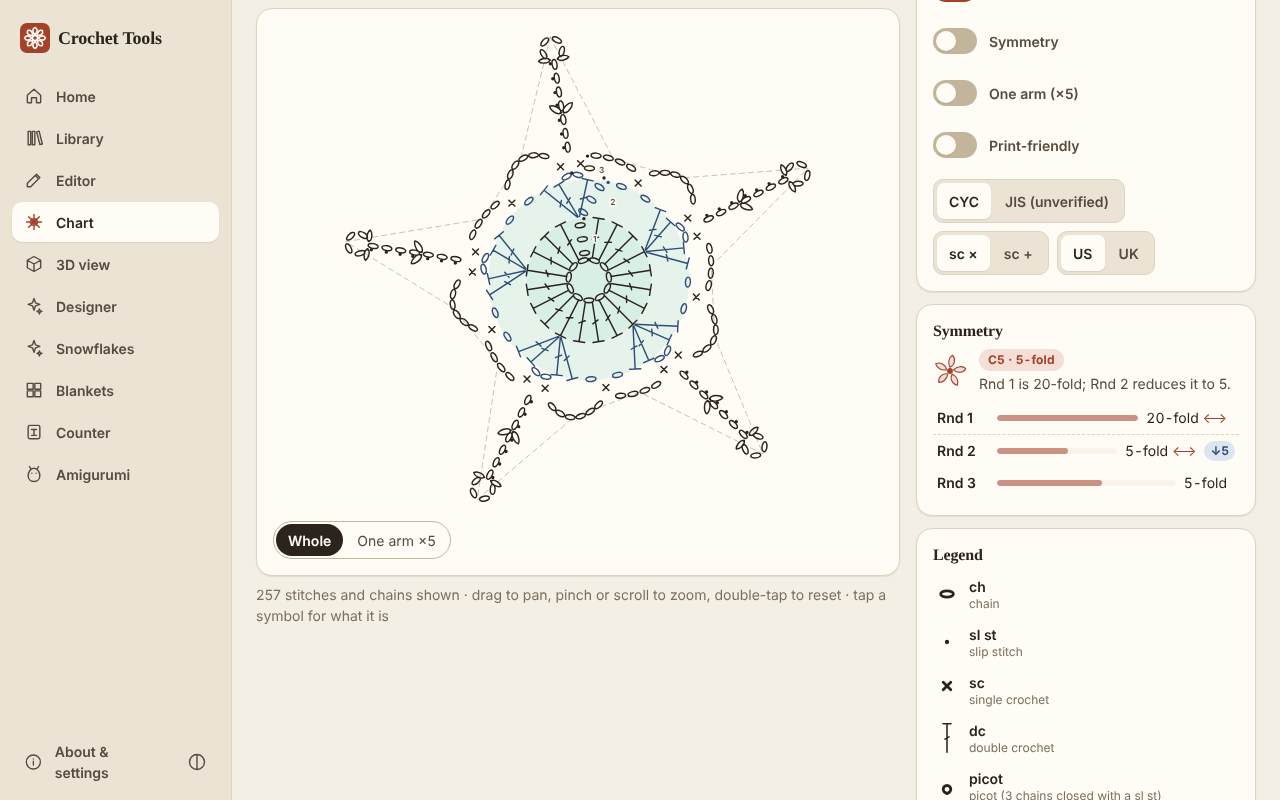 Crochet Tools
Home
Library
Editor
Chart
3D view
Designer
Snowflakes
Blankets
Counter
Amigurumi
About &
settings
3
2
1
Whole
One arm ×5
257 stitches and chains shown · drag to pan, pinch or scroll to zoom, double-tap to reset · tap a
symbol for what it is
Symmetry
One arm (×5)
Print-friendly
CYC
JIS (unverified)
sc ×
sc +
US
UK
Symmetry
C5 · 5-fold
Rnd 1 is 20-fold; Rnd 2 reduces it to 5.
Rnd 1
20-fold ↔
Rnd 2
5-fold ↔
↓5
Rnd 3
5-fold
Legend
ch
chain
sl st
slip stitch
sc
single crochet
dc
double crochet
picot
picot (3 chains closed with a sl st)